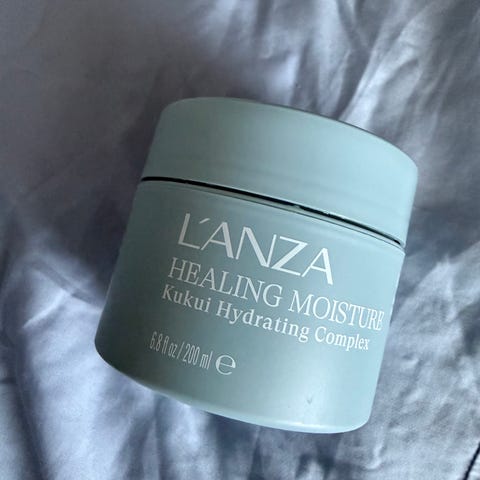 L'ANZA
HEALING MOISTURE
Kukui Hydrating Complex
6.8 fl oz / 200 ml ℮